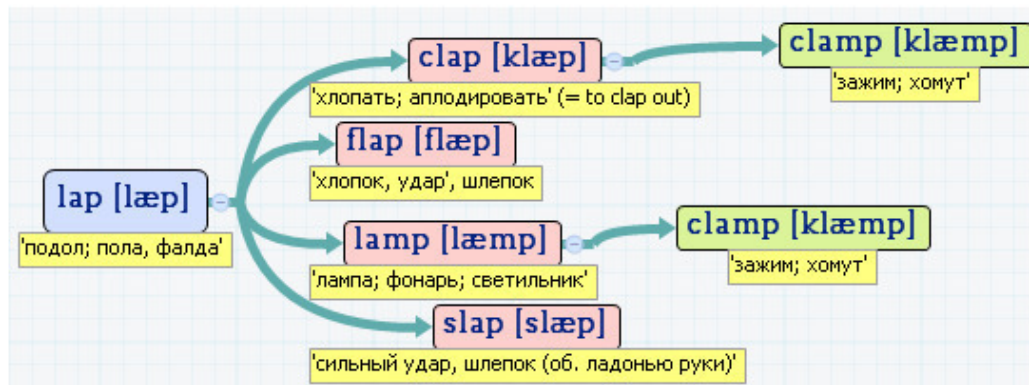 lap [læp]
'подол; пола, фалда'
clap [klæp]
'хлопать; аплодировать' (= to clap out)
clamp [klæmp]
'зажим; хомут'
flap [flæp]
'хлопок, удар', шлепок
lamp [læmp]
'лампа; фонарь; светильник'
clamp [klæmp]
'зажим; хомут'
slap [slæp]
'сильный удар, шлепок (об. ладонью руки)'